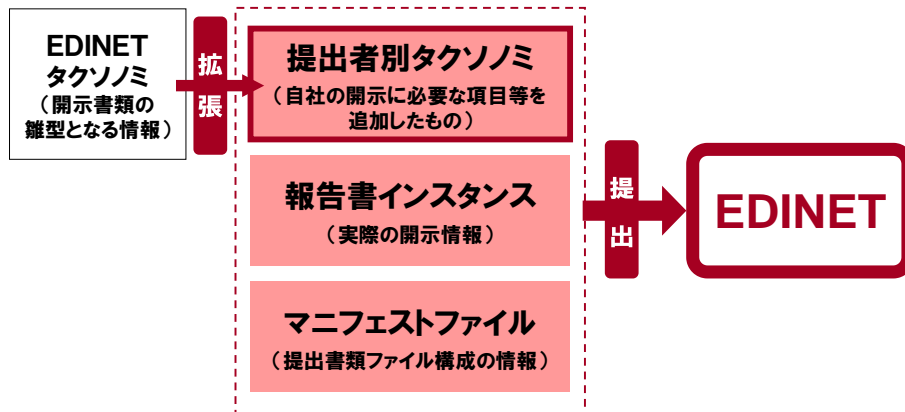 EDINET
タクソノミ
（開示書類の
雛型となる情報）
拡張
提出者別タクソノミ
（自社の開示に必要な項目等を
追加したもの）
報告書インスタンス
（実際の開示情報）
マニフェストファイル
（提出書類ファイル構成の情報）
提出
EDINET